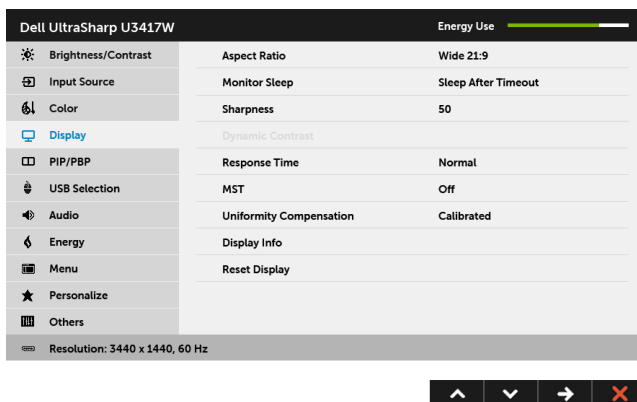 Dell UltraSharp U3417W Energy Use
Brightness/Contrast Aspect Ratio Wide 21:9
Input Source Monitor Sleep Sleep After Timeout
Color Sharpness 50
Display Dynamic Contrast
PIP/PBP Response Time Normal
USB Selection MST Off
Audio Uniformity Compensation Calibrated
Energy Display Info
Menu Reset Display
Personalize
Others
Resolution: 3440 x 1440, 60 Hz